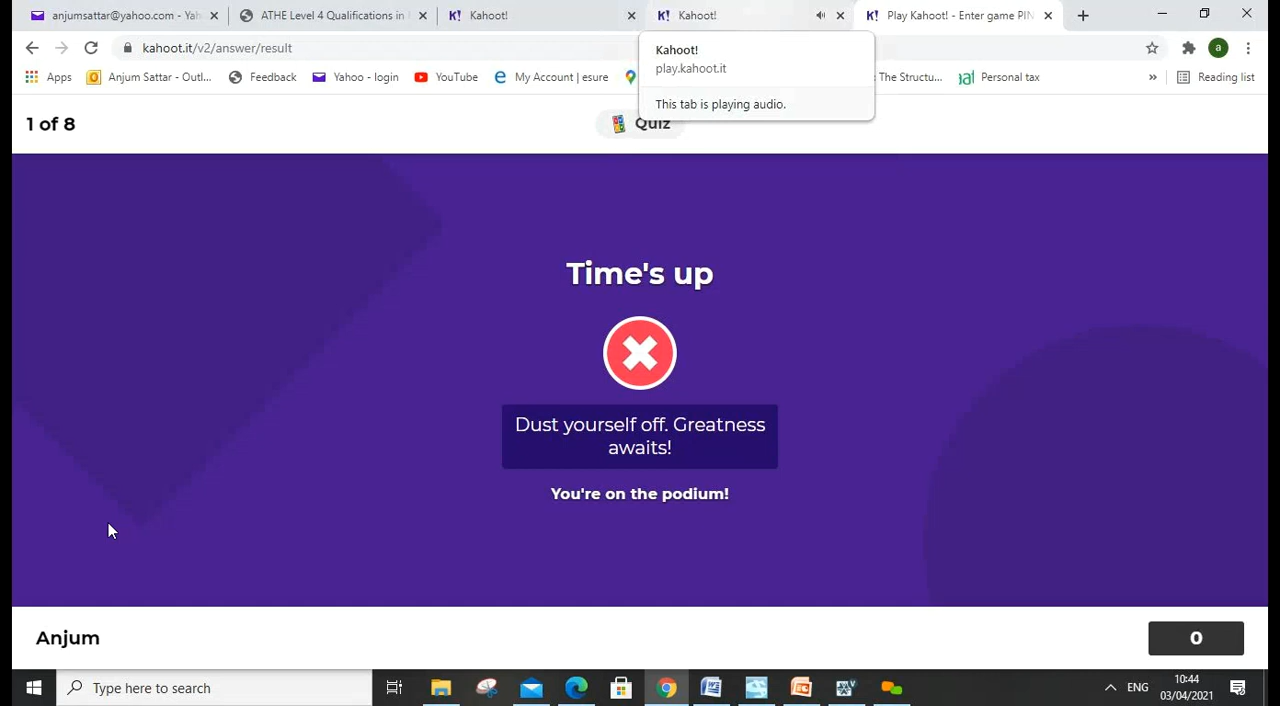 anjumsattar@yahoo.com - Yah
ATHE Level 4 Qualifications in
K! Kahoot!
K! Kahoot!
K! Play Kahoot! - Enter game PIN
kahoot.it/v2/answer/result
a
Kahoot!
play.kahoot.it
This tab is playing audio.
Apps
Anjum Sattar - Outl...
Feedback
Yahoo - login
YouTube
My Account | esure
The Structu...
Personal tax
»
Reading list
1 of 8
Quiz
Time's up
Dust yourself off. Greatness
awaits!
You're on the podium!
Anjum
0
Type here to search
ENG
10:44
03/04/2021